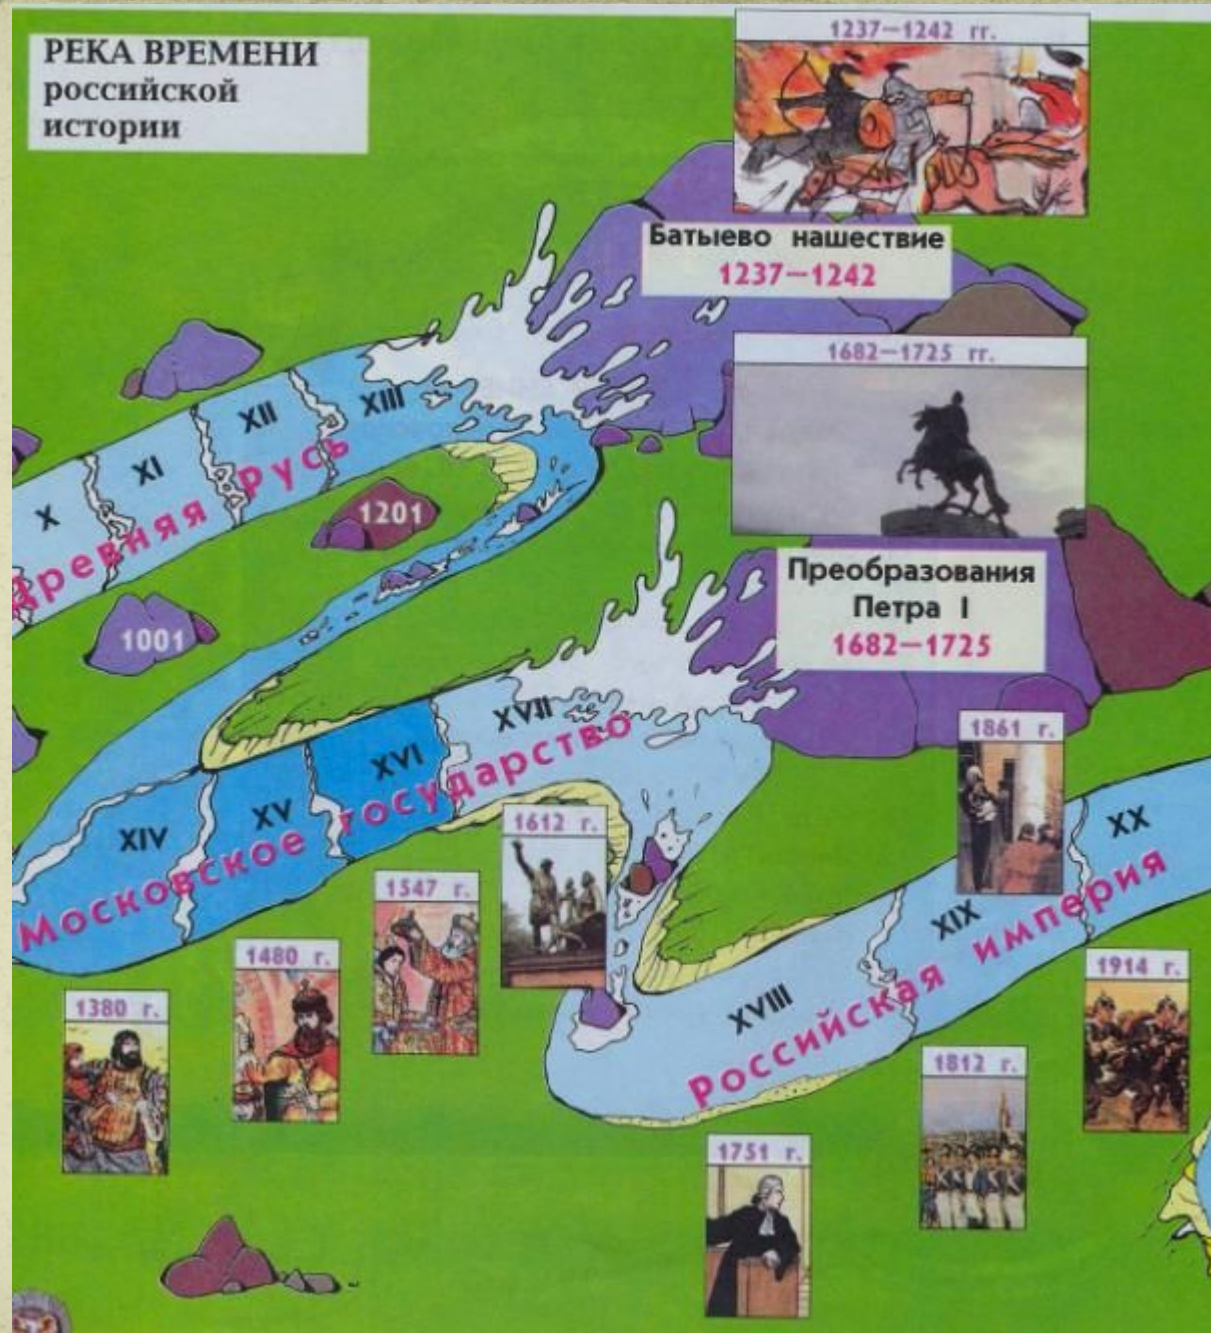 РЕКА ВРЕМЕНИ
российской
истории
1237—1242 гг.
Батыево нашествие
1237—1242
1682—1725 гг.
Преобразования
Петра I
1682—1725
X
XI
XII
XIII
Древняя Русь
1201
1001
XIV
XV
XVI
XVII
Московское государство
1380 г.
1480 г.
1547 г.
1612 г.
1861 г.
XVIII
XIX
XX
Российская империя
1751 г.
1812 г.
1914 г.